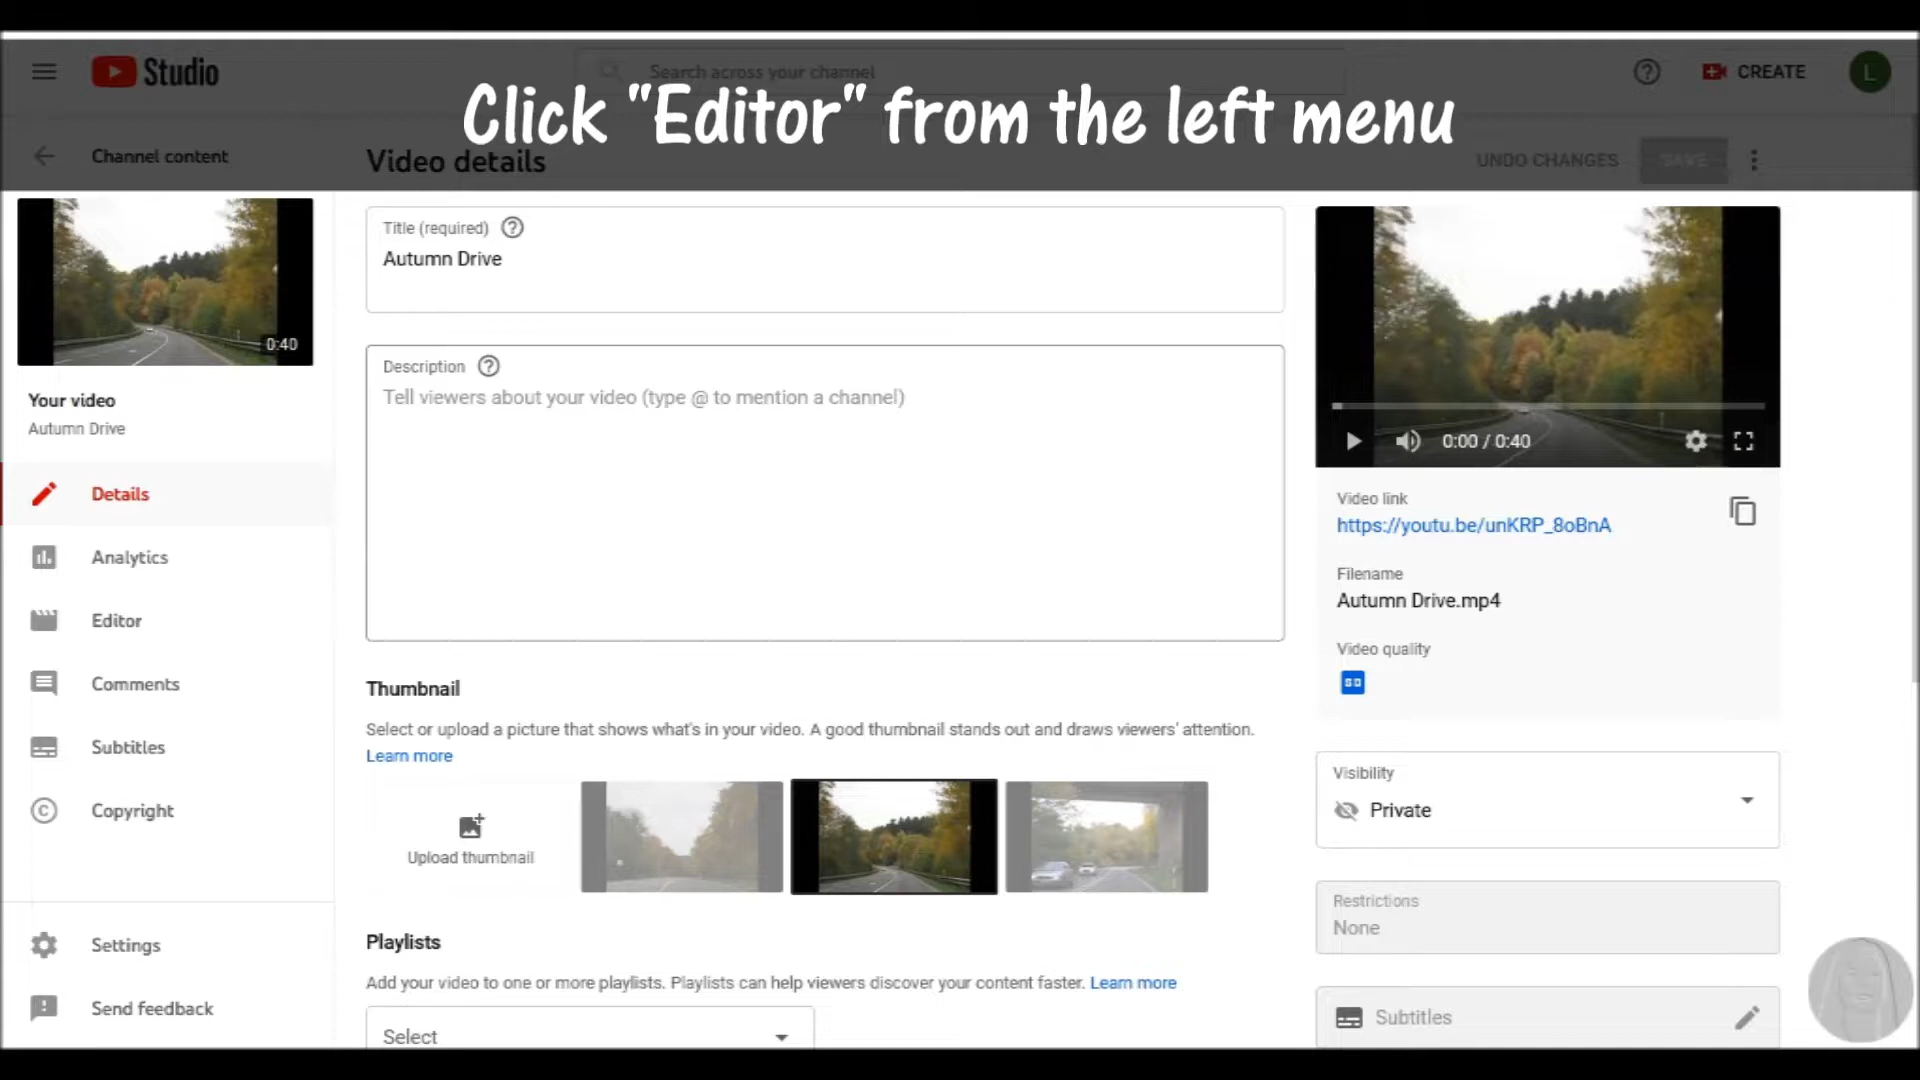 Studio
Search across your channel
CREATE
L
Click "Editor" from the left menu
Channel content
Video details
UNDO CHANGES
SAVE
0:40
Your video
Autumn Drive
Details
Analytics
Editor
Comments
Subtitles
Copyright
Settings
Send feedback
Title (required)
Autumn Drive
Description
Tell viewers about your video (type @ to mention a channel)
Thumbnail
Select or upload a picture that shows what's in your video. A good thumbnail stands out and draws viewers' attention.
Learn more
Upload thumbnail
Playlists
Add your video to one or more playlists. Playlists can help viewers discover your content faster. Learn more
Select
0:00 / 0:40
Video link
https://youtu.be/unKRP_8oBnA
Filename
Autumn Drive.mp4
Video quality
SD
Visibility
Private
Restrictions
None
Subtitles